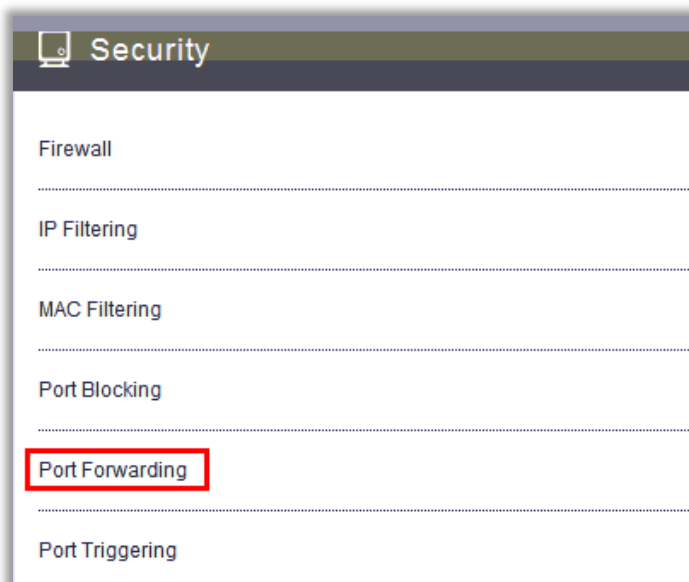 Security
Firewall
IP Filtering
MAC Filtering
Port Blocking
Port Forwarding
Port Triggering